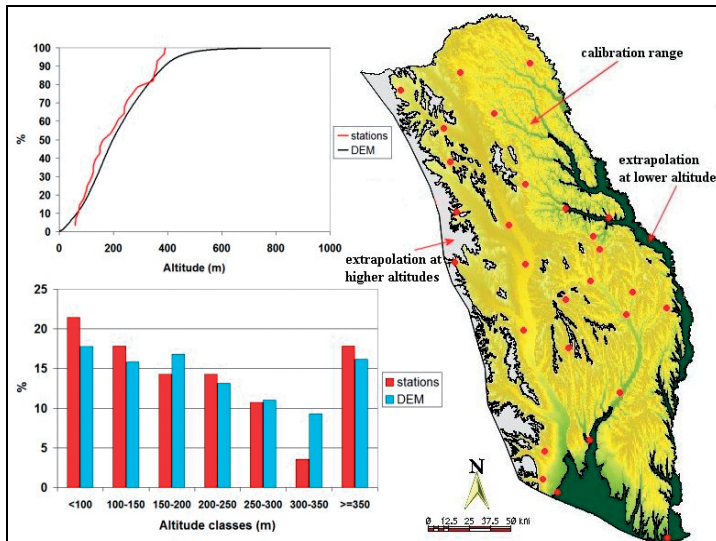 100
90
80
70
60
50
40
30
20
10
0
%
0 200 400 600 800 1000
Altitude (m)
stations
DEM
25
20
15
10
5
0
%
<100 100-150 150-200 200-250 250-300 300-350 >=350
Altitude classes (m)
stations
DEM
calibration range
extrapolation
at lower altitude
extrapolation at
higher altitudes
N
0 12.5 25 37.5 50 km